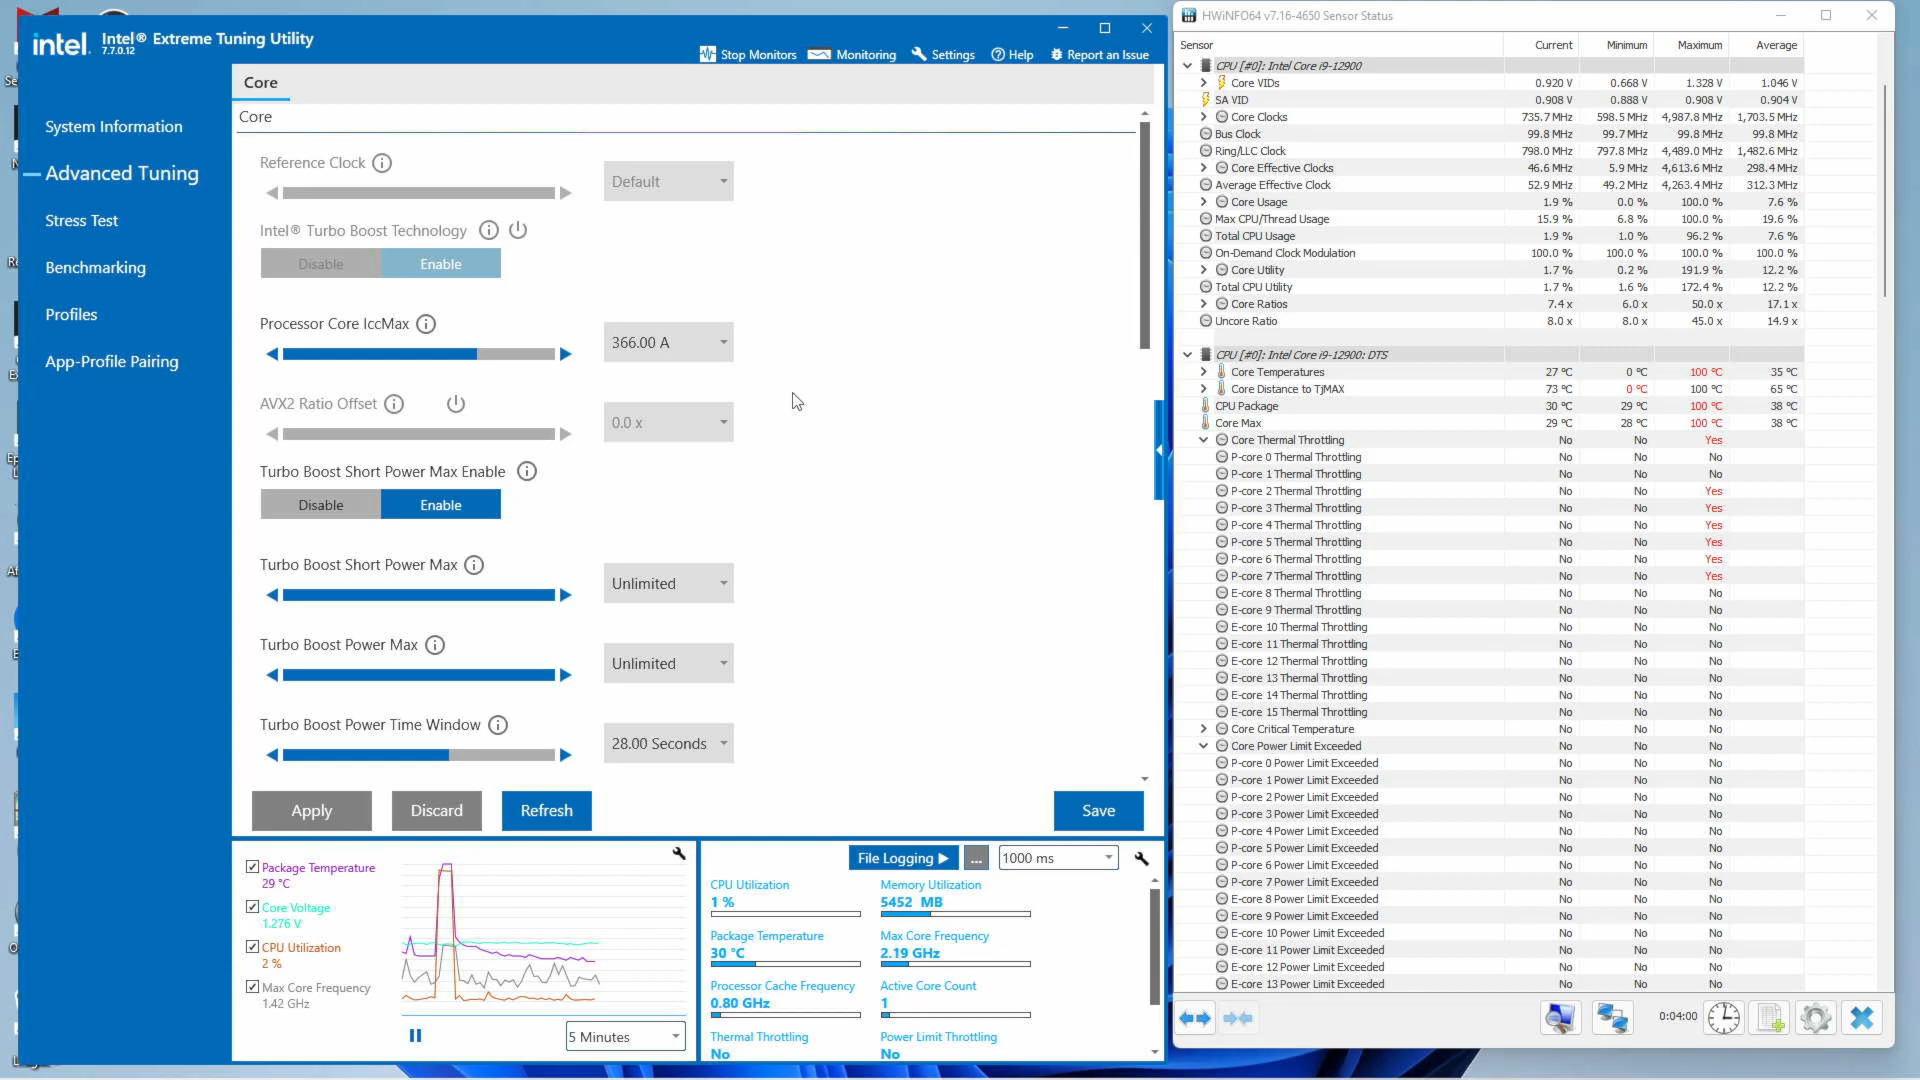 intel. Intel® Extreme Tuning Utility
7.7.0.12
Stop Monitors Monitoring Settings Help Report an Issue
System Information
Advanced Tuning
Stress Test
Benchmarking
Profiles
App-Profile Pairing
Core
Core
Reference Clock
Default
Intel® Turbo Boost Technology
Disable Enable
Processor Core IccMax
366.00 A
AVX2 Ratio Offset
0.0 x
Turbo Boost Short Power Max Enable
Disable Enable
Turbo Boost Short Power Max
Unlimited
Turbo Boost Power Max
Unlimited
Turbo Boost Power Time Window
28.00 Seconds
Apply Discard Refresh Save
Package Temperature
29 °C
Core Voltage
1.276 V
CPU Utilization
2 %
Max Core Frequency
1.42 GHz
5 Minutes
File Logging ... 1000 ms
CPU Utilization
1 %
Memory Utilization
5452 MB
Package Temperature
30 °C
Max Core Frequency
2.19 GHz
Processor Cache Frequency
0.80 GHz
Active Core Count
1
Thermal Throttling
No
Power Limit Throttling
No
HWiNFO64 v7.16-4650 Sensor Status
Sensor Current Minimum Maximum Average
CPU [#0]: Intel Core i9-12900
Core VIDs 0.920 V 0.668 V 1.328 V 1.046 V
SA VID 0.908 V 0.888 V 0.908 V 0.904 V
Core Clocks 735.7 MHz 598.5 MHz 4,987.8 MHz 1,703.5 MHz
Bus Clock 99.8 MHz 99.7 MHz 99.8 MHz 99.8 MHz
Ring/LLC Clock 798.0 MHz 797.8 MHz 4,489.0 MHz 1,482.6 MHz
Core Effective Clocks 46.6 MHz 5.9 MHz 4,613.6 MHz 298.4 MHz
Average Effective Clock 52.9 MHz 49.2 MHz 4,263.4 MHz 312.3 MHz
Core Usage 1.9 % 0.0 % 100.0 % 7.6 %
Max CPU/Thread Usage 15.9 % 6.8 % 100.0 % 19.6 %
Total CPU Usage 1.9 % 1.0 % 96.2 % 7.6 %
On-Demand Clock Modulation 100.0 % 100.0 % 100.0 % 100.0 %
Core Utility 1.7 % 0.2 % 191.9 % 12.2 %
Total CPU Utility 1.7 % 1.6 % 172.4 % 12.2 %
Core Ratios 7.4 x 6.0 x 50.0 x 17.1 x
Uncore Ratio 8.0 x 8.0 x 45.0 x 14.9 x
CPU [#0]: Intel Core i9-12900: DTS
Core Temperatures 27 °C 0 °C 100 °C 35 °C
Core Distance to TjMAX 73 °C 0 °C 100 °C 65 °C
CPU Package 30 °C 29 °C 100 °C 38 °C
Core Max 29 °C 28 °C 100 °C 38 °C
Core Thermal Throttling No No Yes
P-core 0 Thermal Throttling No No No
P-core 1 Thermal Throttling No No No
P-core 2 Thermal Throttling No No Yes
P-core 3 Thermal Throttling No No Yes
P-core 4 Thermal Throttling No No Yes
P-core 5 Thermal Throttling No No Yes
P-core 6 Thermal Throttling No No Yes
P-core 7 Thermal Throttling No No Yes
E-core 8 Thermal Throttling No No No
E-core 9 Thermal Throttling No No No
E-core 10 Thermal Throttling No No No
E-core 11 Thermal Throttling No No No
E-core 12 Thermal Throttling No No No
E-core 13 Thermal Throttling No No No
E-core 14 Thermal Throttling No No No
E-core 15 Thermal Throttling No No No
Core Critical Temperature No No No
Core Power Limit Exceeded No No No
P-core 0 Power Limit Exceeded No No No
P-core 1 Power Limit Exceeded No No No
P-core 2 Power Limit Exceeded No No No
P-core 3 Power Limit Exceeded No No No
P-core 4 Power Limit Exceeded No No No
P-core 5 Power Limit Exceeded No No No
P-core 6 Power Limit Exceeded No No No
P-core 7 Power Limit Exceeded No No No
E-core 8 Power Limit Exceeded No No No
E-core 9 Power Limit Exceeded No No No
E-core 10 Power Limit Exceeded No No No
E-core 11 Power Limit Exceeded No No No
E-core 12 Power Limit Exceeded No No No
E-core 13 Power Limit Exceeded No No No
0:04:00